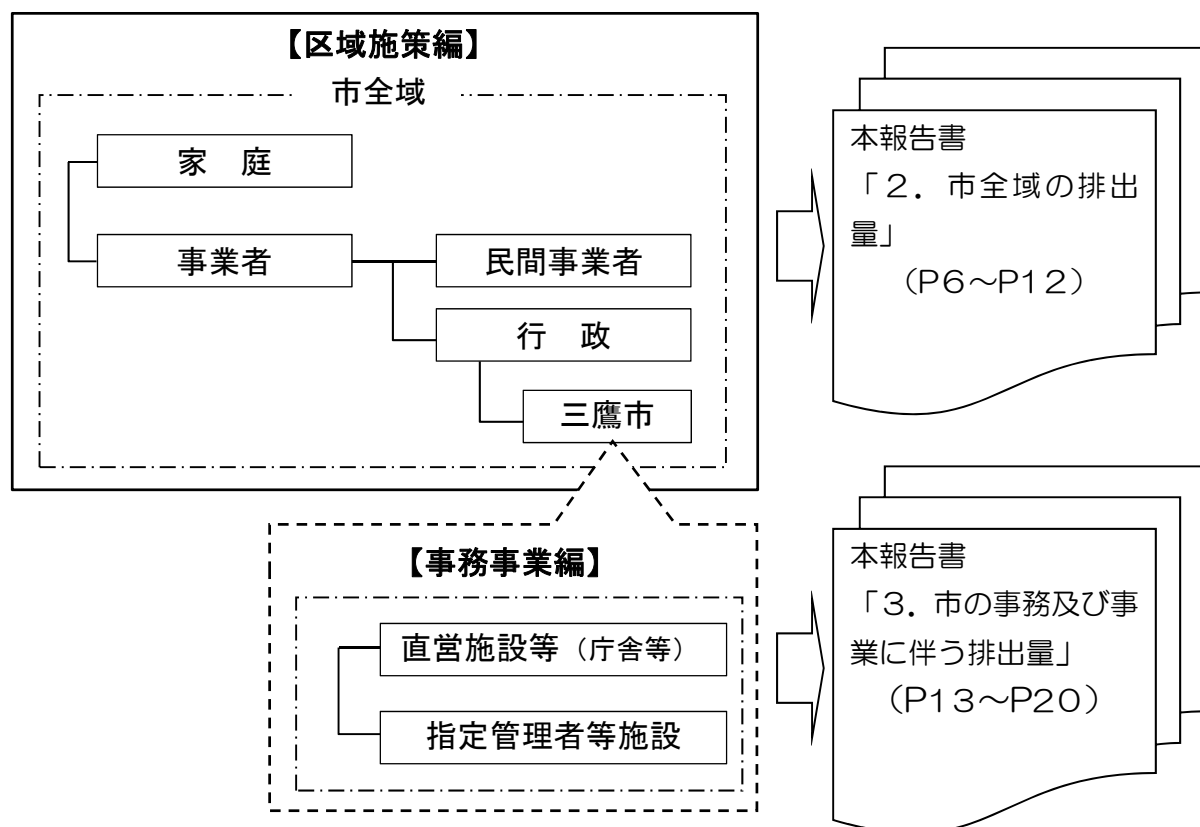 【区域施策編】
市全域
家　庭
事業者
民間事業者
行　政
三鷹市
本報告書
「２．市全域の排出
量」
（P6～P12）
【事務事業編】
直営施設等（庁舎等）
指定管理者等施設
本報告書
「３．市の事務及び事
業に伴う排出量」
（P13～P20）